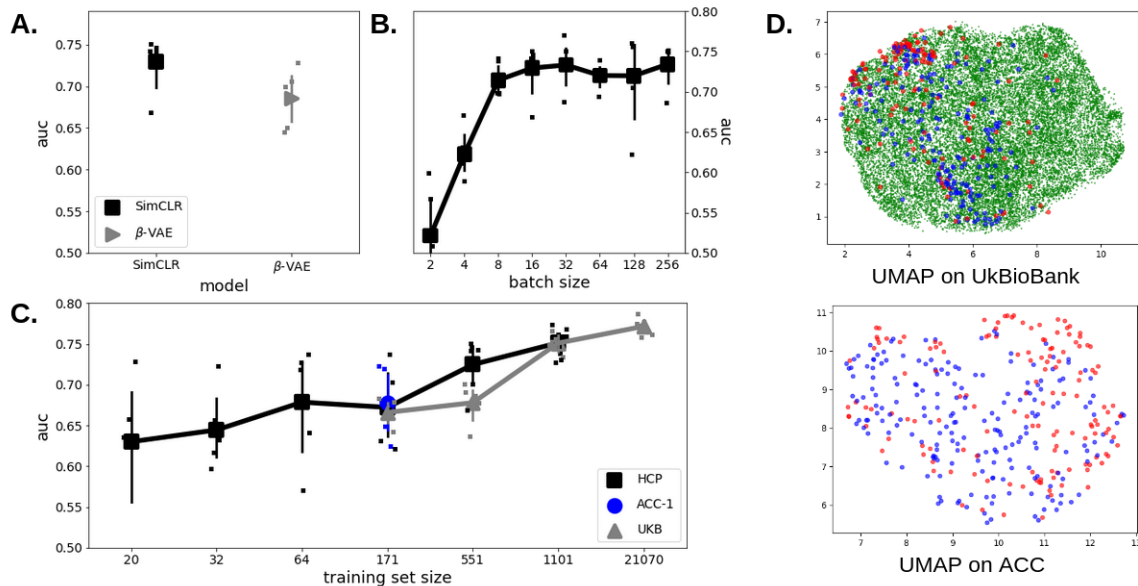 A.
0.75
0.70
0.65
0.60
0.55
0.50
auc
SimCLR
β-VAE
SimCLR
β-VAE
model
B.
0.80
0.75
0.70
0.65
0.60
0.55
0.50
auc
2 4 8 16 32 64 128 256
batch size
C.
0.80
0.75
0.70
0.65
0.60
0.55
0.50
auc
HCP
ACC-1
UKB
20 32 64 171 551 1101 21070
training set size
D.
7
6
5
4
3
2
1
2 4 6 8 10
UMAP on UkBioBank
11
10
9
8
7
6
7 8 9 10 11 12 13
UMAP on ACC